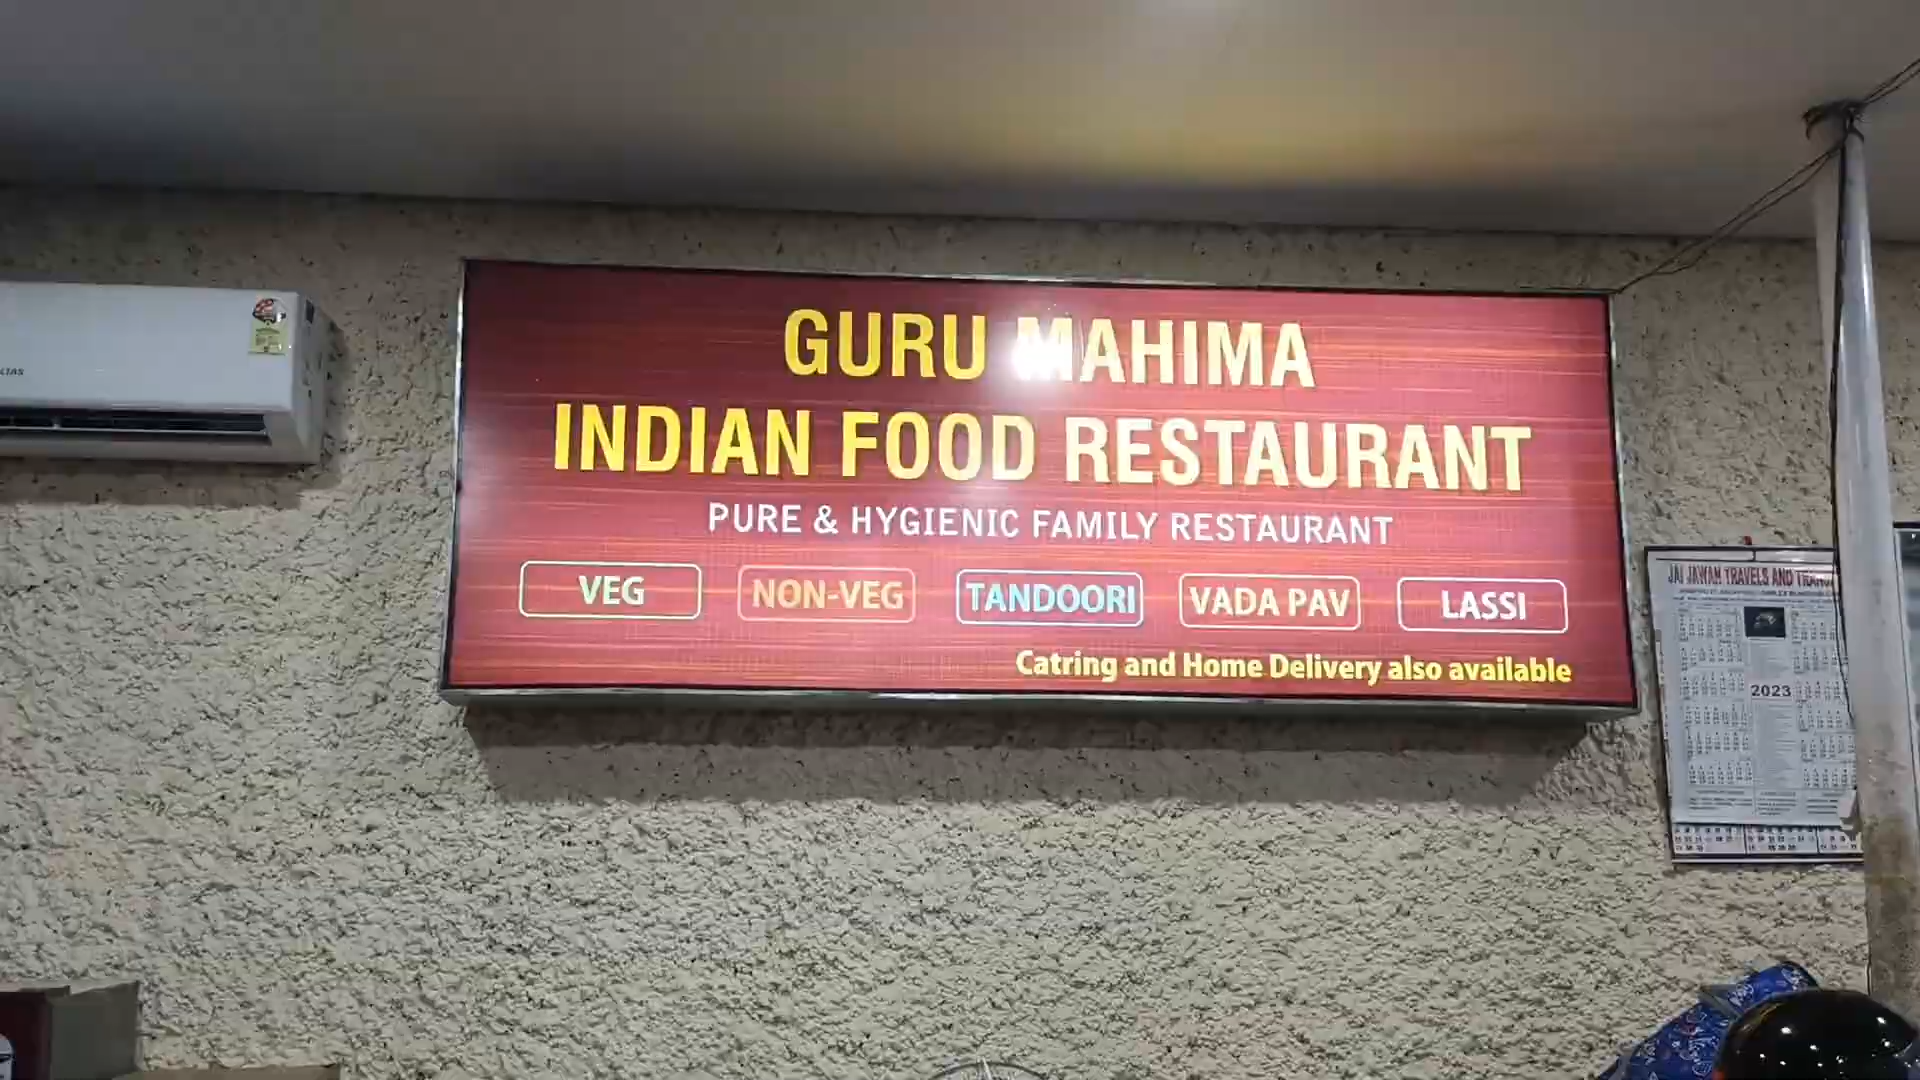 GURU MAHIMA
INDIAN FOOD RESTAURANT
PURE & HYGIENIC FAMILY RESTAURANT
VEG NON-VEG TANDOORI VADA PAV LASSI
Catring and Home Delivery also available
JAI JAWAN TRAVELS AND
2023